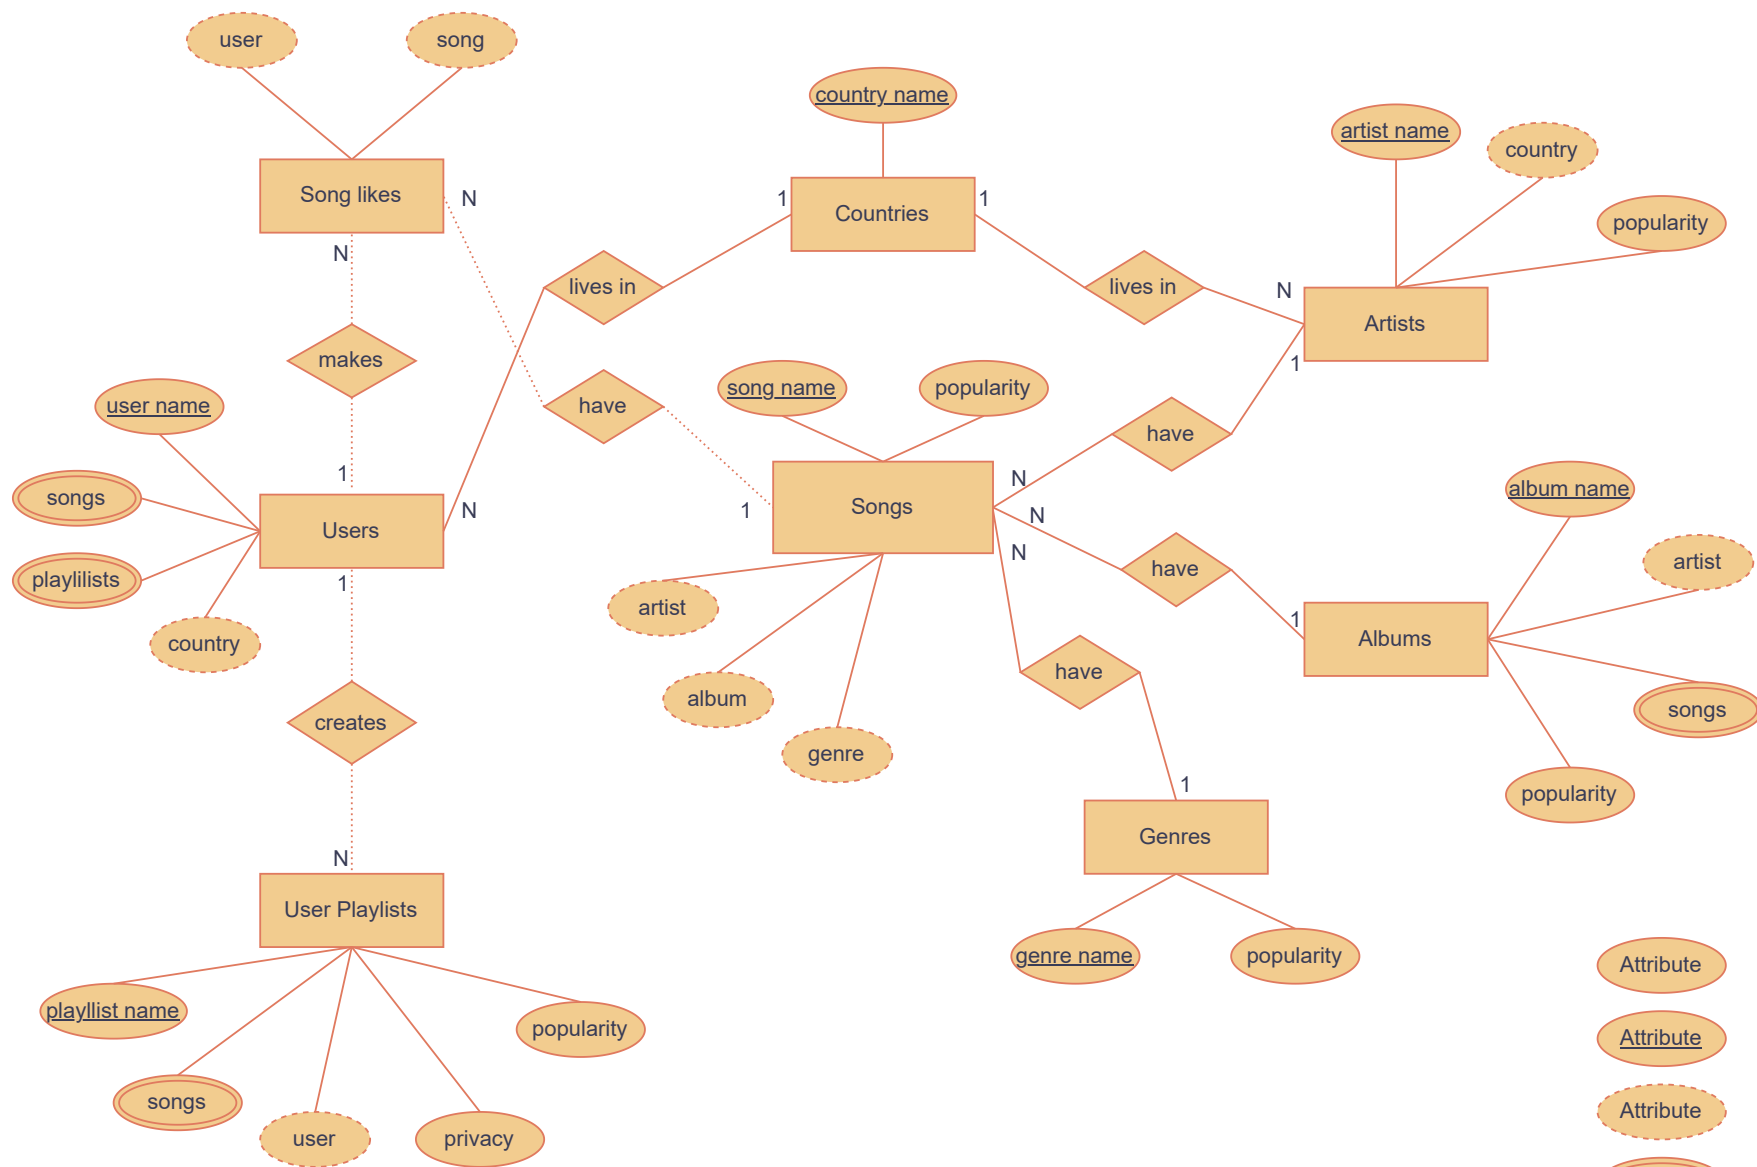 user
song
country name
artist name
country
popularity
Song likes
N
1
Countries
1
N
lives in
lives in
N
Artists
makes
1
song name
popularity
user name
have
have
1
N
album name
songs
Users
N
1
Songs
N
N
artist
playlilists
1
have
country
artist
1
Albums
have
album
songs
creates
genre
1
popularity
Genres
N
User Playlists
genre name
popularity
Attribute
playllist name
popularity
Attribute
songs
user
privacy
Attribute